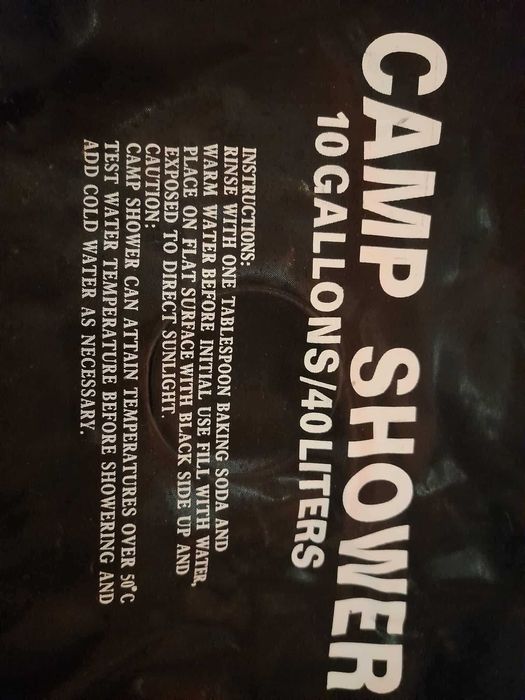 CAMP SHOWER
10 GALLONS/40 LITERS
INSTRUCTIONS:
RINSE WITH ONE TABLESPOON BAKING SODA AND
WARM WATER BEFORE INITIAL USE FILL WITH WATER,
PLACE ON FLAT SURFACE WITH BLACK SIDE UP AND
EXPOSED TO DIRECT SUNLIGHT.
CAUTION:
CAMP SHOWER CAN ATTAIN TEMPERATURES OVER 50°C
TEST WATER TEMPERATURE BEFORE SHOWERING AND
ADD COLD WATER AS NECESSARY.